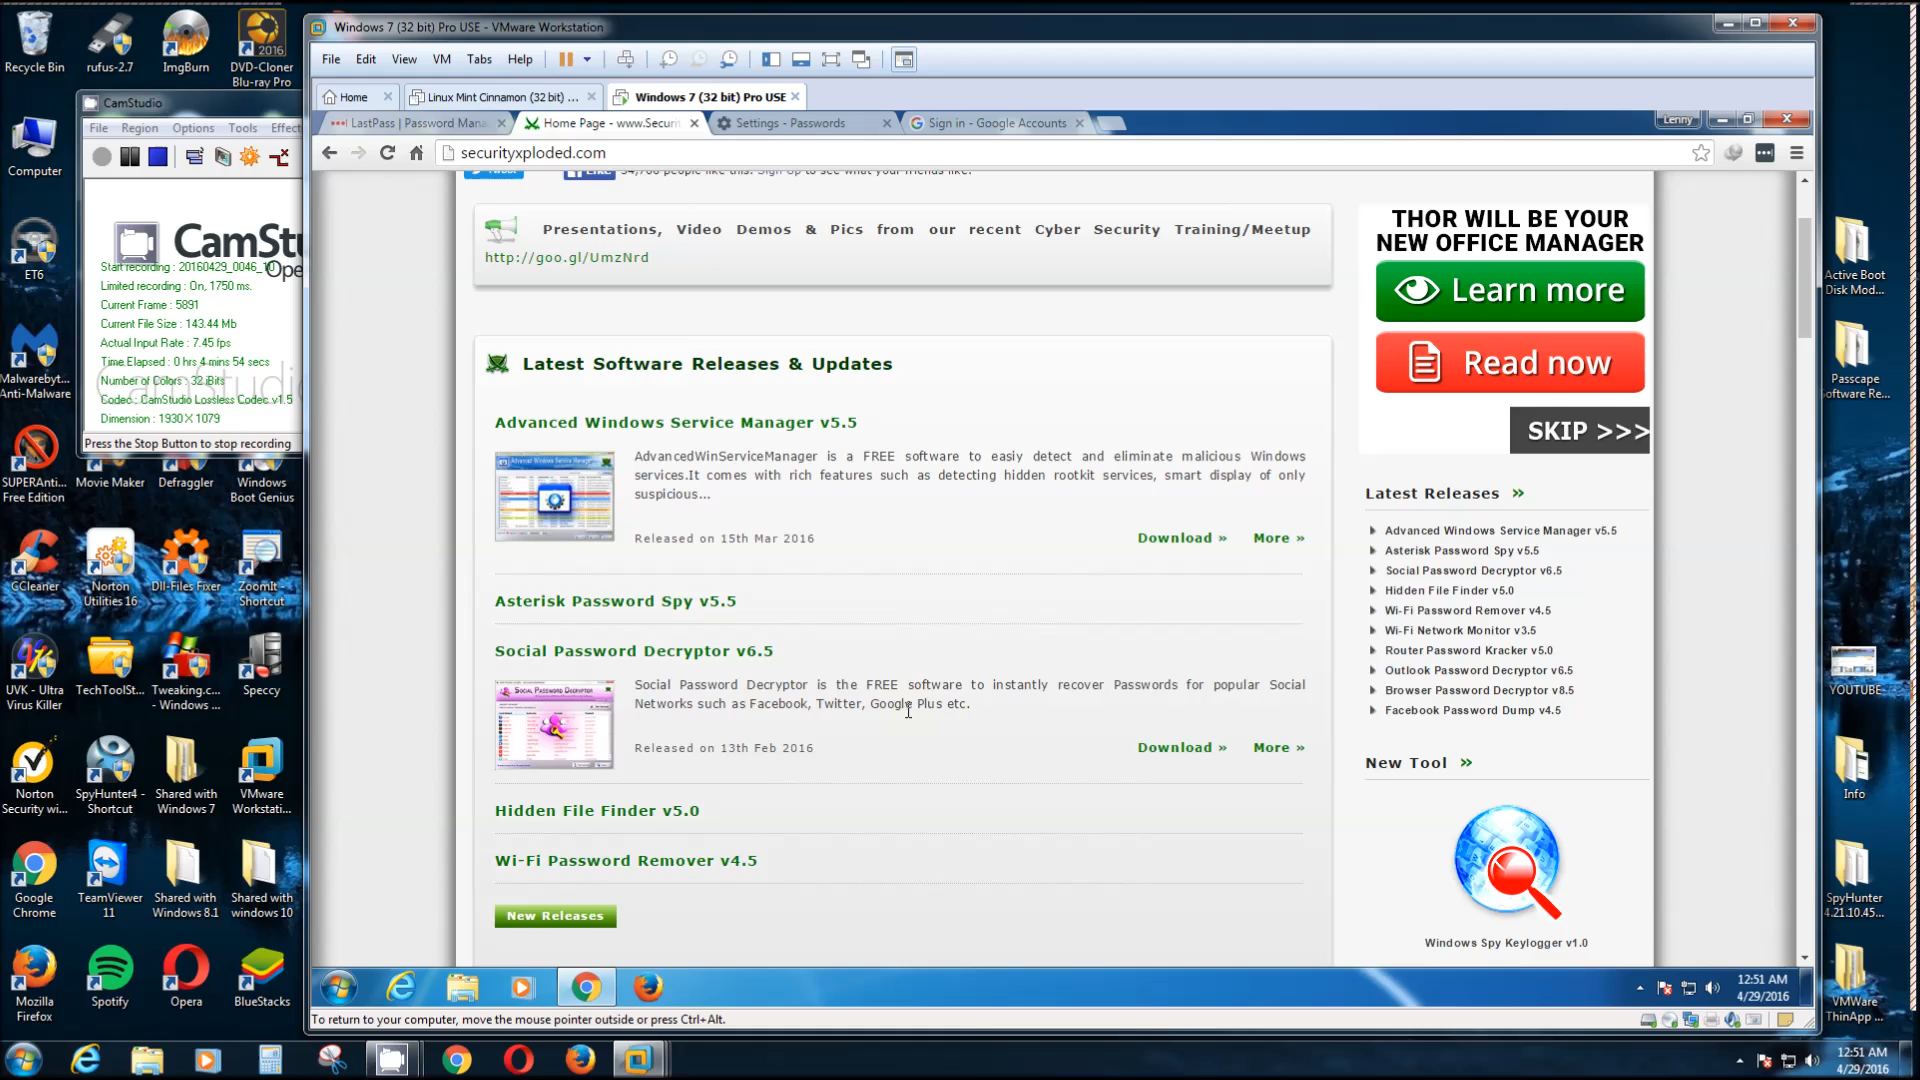 Recycle Bin
rufus-2.7
ImgBurn
2016
DVD-Cloner
Blu-ray Pro
Windows 7 (32 bit) Pro USE - VMware Workstation
File Edit View VM Tabs Help
Home
Linux Mint Cinnamon (32 bit) ...
Windows 7 (32 bit) Pro USE
LastPass | Password Mana
Home Page - www.Securit
Settings - Passwords
Sign in - Google Accounts
Lenny
securityxploded.com
CamStudio
File Region Options Tools Effect
CamStu
Ope
Start recording : 20160429_0046_10
Limited recording : On, 1750 ms.
Current Frame : 5891
Current File Size : 143.44 Mb
Actual Input Rate : 7.45 fps
Time Elapsed : 0 hrs 4 mins 54 secs
Number of Colors : 32 Bits
Codec : CamStudio Lossless Codec v1.5
Dimension : 1930 X 1079
Press the Stop Button to stop recording
Computer
ET6
Malwarebyt...
Anti-Malware
SUPERAnti...
Free Edition
Movie Maker
Defraggler
Windows
Boot Genius
CCleaner
Norton
Utilities 16
Dll-Files Fixer
ZoomIt -
Shortcut
UVK - Ultra
Virus Killer
TechToolSt...
Tweaking.c...
- Windows ...
Speccy
Norton
Security wi...
SpyHunter4 -
Shortcut
Shared with
Windows 7
VMware
Workstati...
Google
Chrome
TeamViewer
11
Shared with
Windows 8.1
Shared with
windows 10
Mozilla
Firefox
Spotify
Opera
BlueStacks
people like this. Sign Up to see what your friends like.
Presentations, Video Demos & Pics from our recent Cyber Security Training/Meetup
http://goo.gl/UmzNrd
Latest Software Releases & Updates
Advanced Windows Service Manager v5.5
AdvancedWinServiceManager is a FREE software to easily detect and eliminate malicious Windows
services.It comes with rich features such as detecting hidden rootkit services, smart display of only
suspicious...
Released on 15th Mar 2016
Download »
More »
Asterisk Password Spy v5.5
Social Password Decryptor v6.5
SOCIAL PASSWORD DECRYPTOR
Social Password Decryptor is the FREE software to instantly recover Passwords for popular Social
Networks such as Facebook, Twitter, Google Plus etc.
Released on 13th Feb 2016
Download »
More »
Hidden File Finder v5.0
Wi-Fi Password Remover v4.5
New Releases
THOR WILL BE YOUR
NEW OFFICE MANAGER
Learn more
Read now
SKIP >>>
Latest Releases »
Advanced Windows Service Manager v5.5
Asterisk Password Spy v5.5
Social Password Decryptor v6.5
Hidden File Finder v5.0
Wi-Fi Password Remover v4.5
Wi-Fi Network Monitor v3.5
Router Password Kracker v5.0
Outlook Password Decryptor v6.5
Browser Password Decryptor v8.5
Facebook Password Dump v4.5
New Tool »
Windows Spy Keylogger v1.0
Active Boot
Disk Mod...
Passcape
Software Re...
YOUTUBE
Info
SpyHunter
4.21.10.45...
VMWare
ThinApp ...
12:51 AM
4/29/2016
To return to your computer, move the mouse pointer outside or press Ctrl+Alt.
12:51 AM
4/29/2016